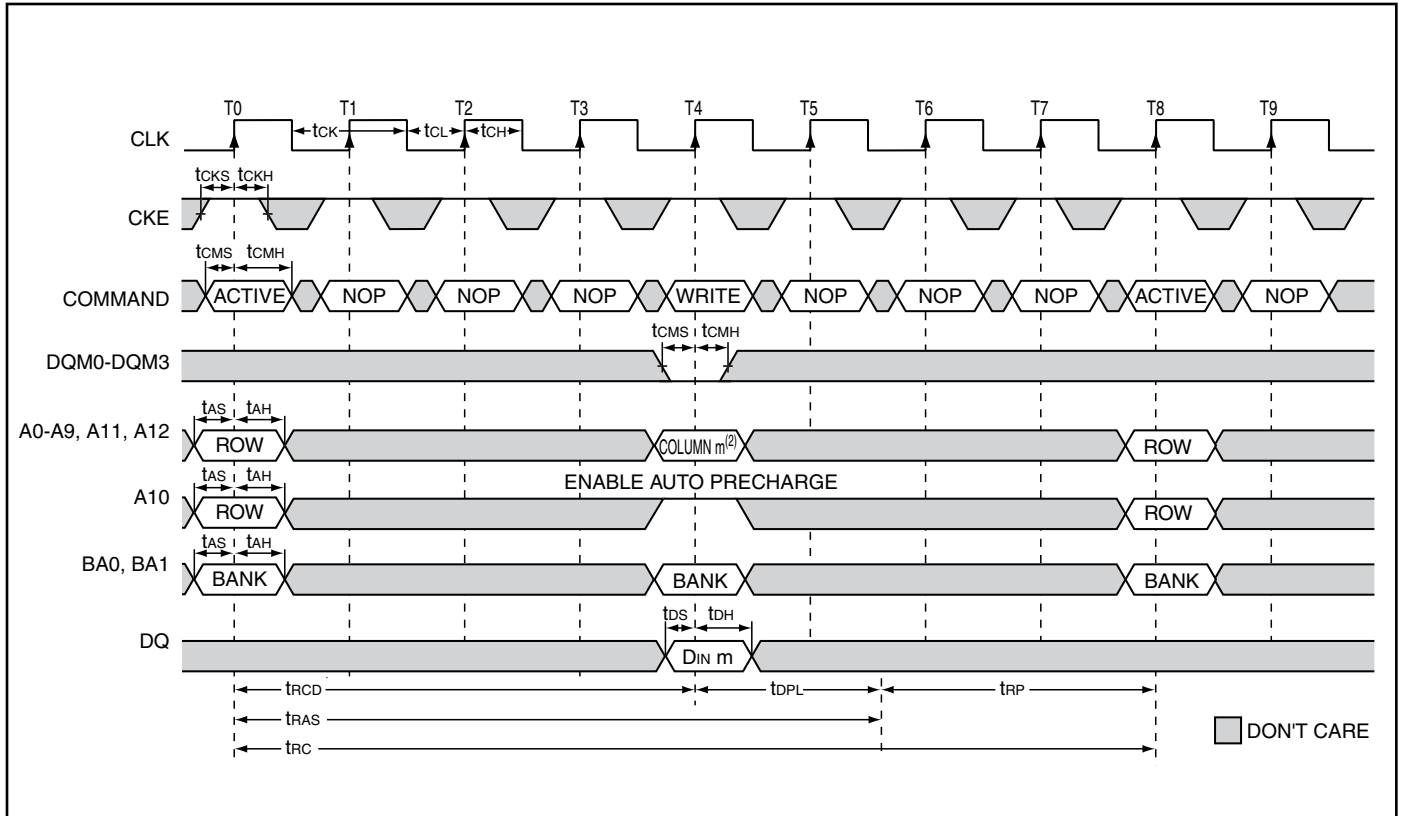 T0 T1 T2 T3 T4 T5 T6 T7 T8 T9
CLK tCK tCL tCH
tCKS tCKH
CKE
tCMS tCMH
COMMAND ACTIVE NOP NOP NOP WRITE NOP NOP NOP ACTIVE NOP
tCMS tCMH
DQM0-DQM3
tAS tAH
A0-A9, A11, A12 ROW COLUMN m(2) ROW
tAS tAH ENABLE AUTO PRECHARGE
A10 ROW ROW
tAS tAH
BA0, BA1 BANK BANK BANK
tDS tDH
DQ DIN m
tRCD tDPL tRP
tRAS
tRC
DON'T CARE